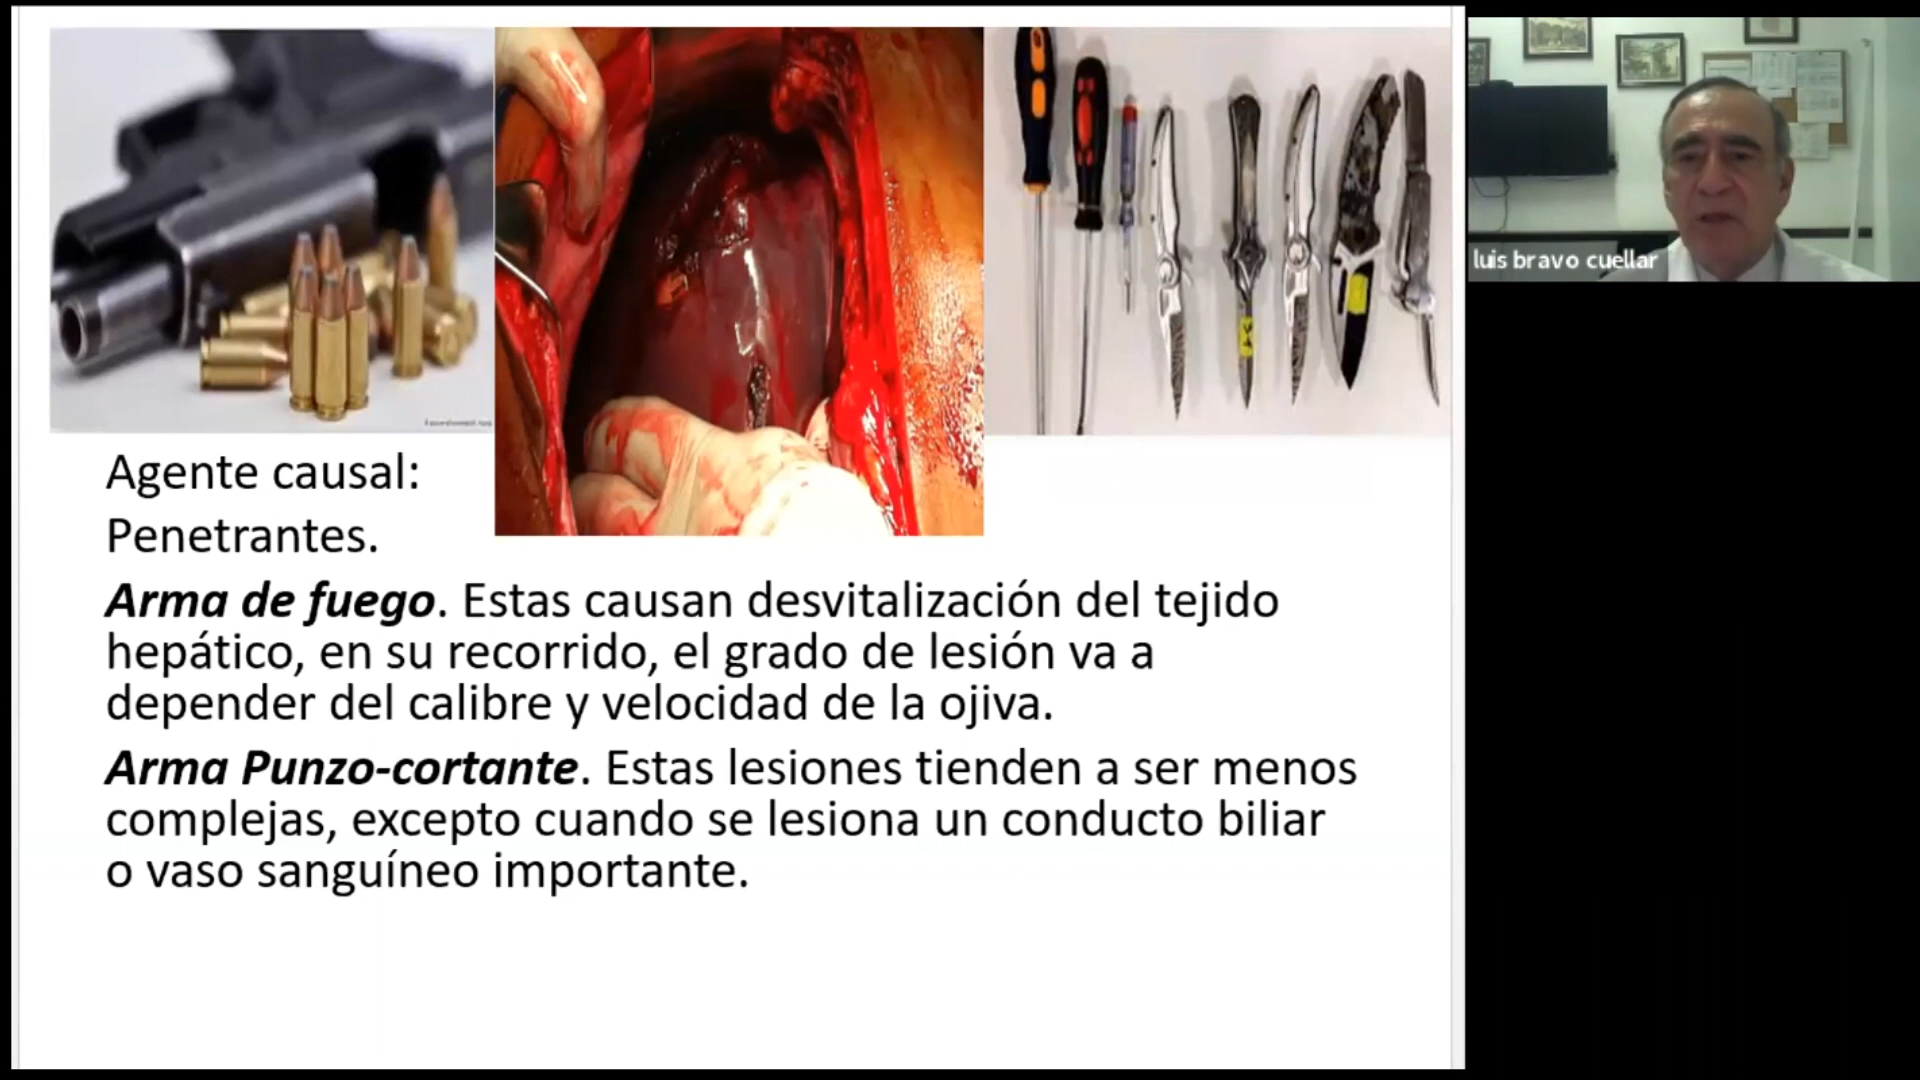 Agente causal:
Penetrantes.
Arma de fuego. Estas causan desvitalización del tejido
hepático, en su recorrido, el grado de lesión va a
depender del calibre y velocidad de la ojiva.
Arma Punzo-cortante. Estas lesiones tienden a ser menos
complejas, excepto cuando se lesiona un conducto biliar
o vaso sanguíneo importante.
luis bravo cuellar